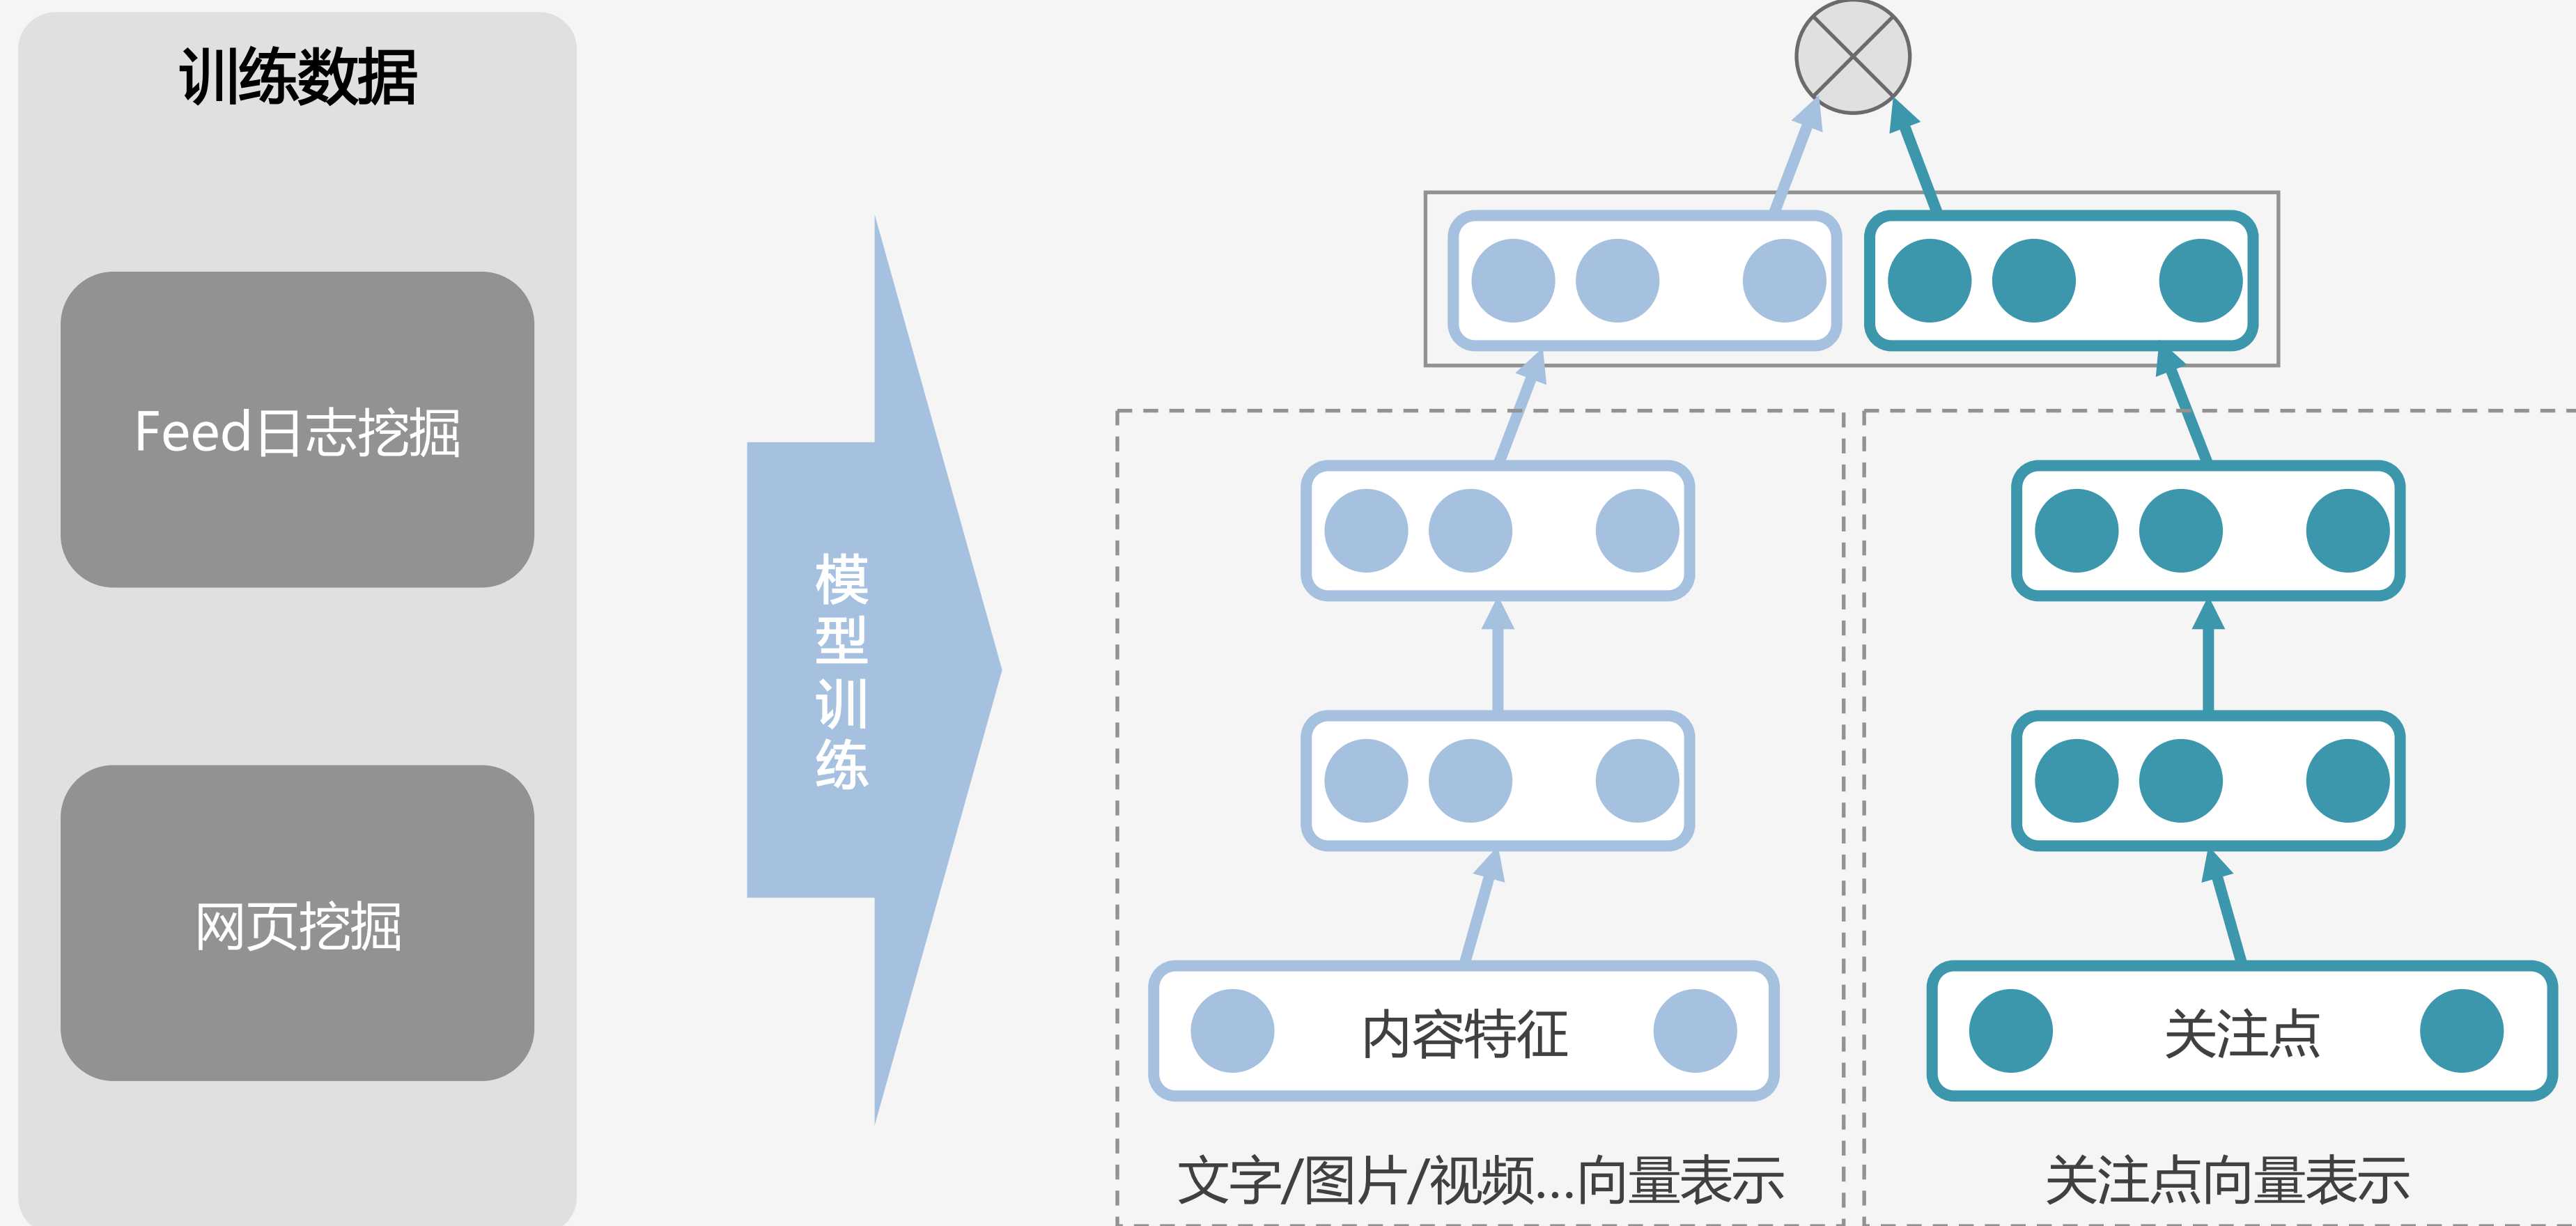 训练数据
Feed日志挖掘
网页挖掘
模型训练
内容特征
关注点
文字/图片/视频...向量表示
关注点向量表示